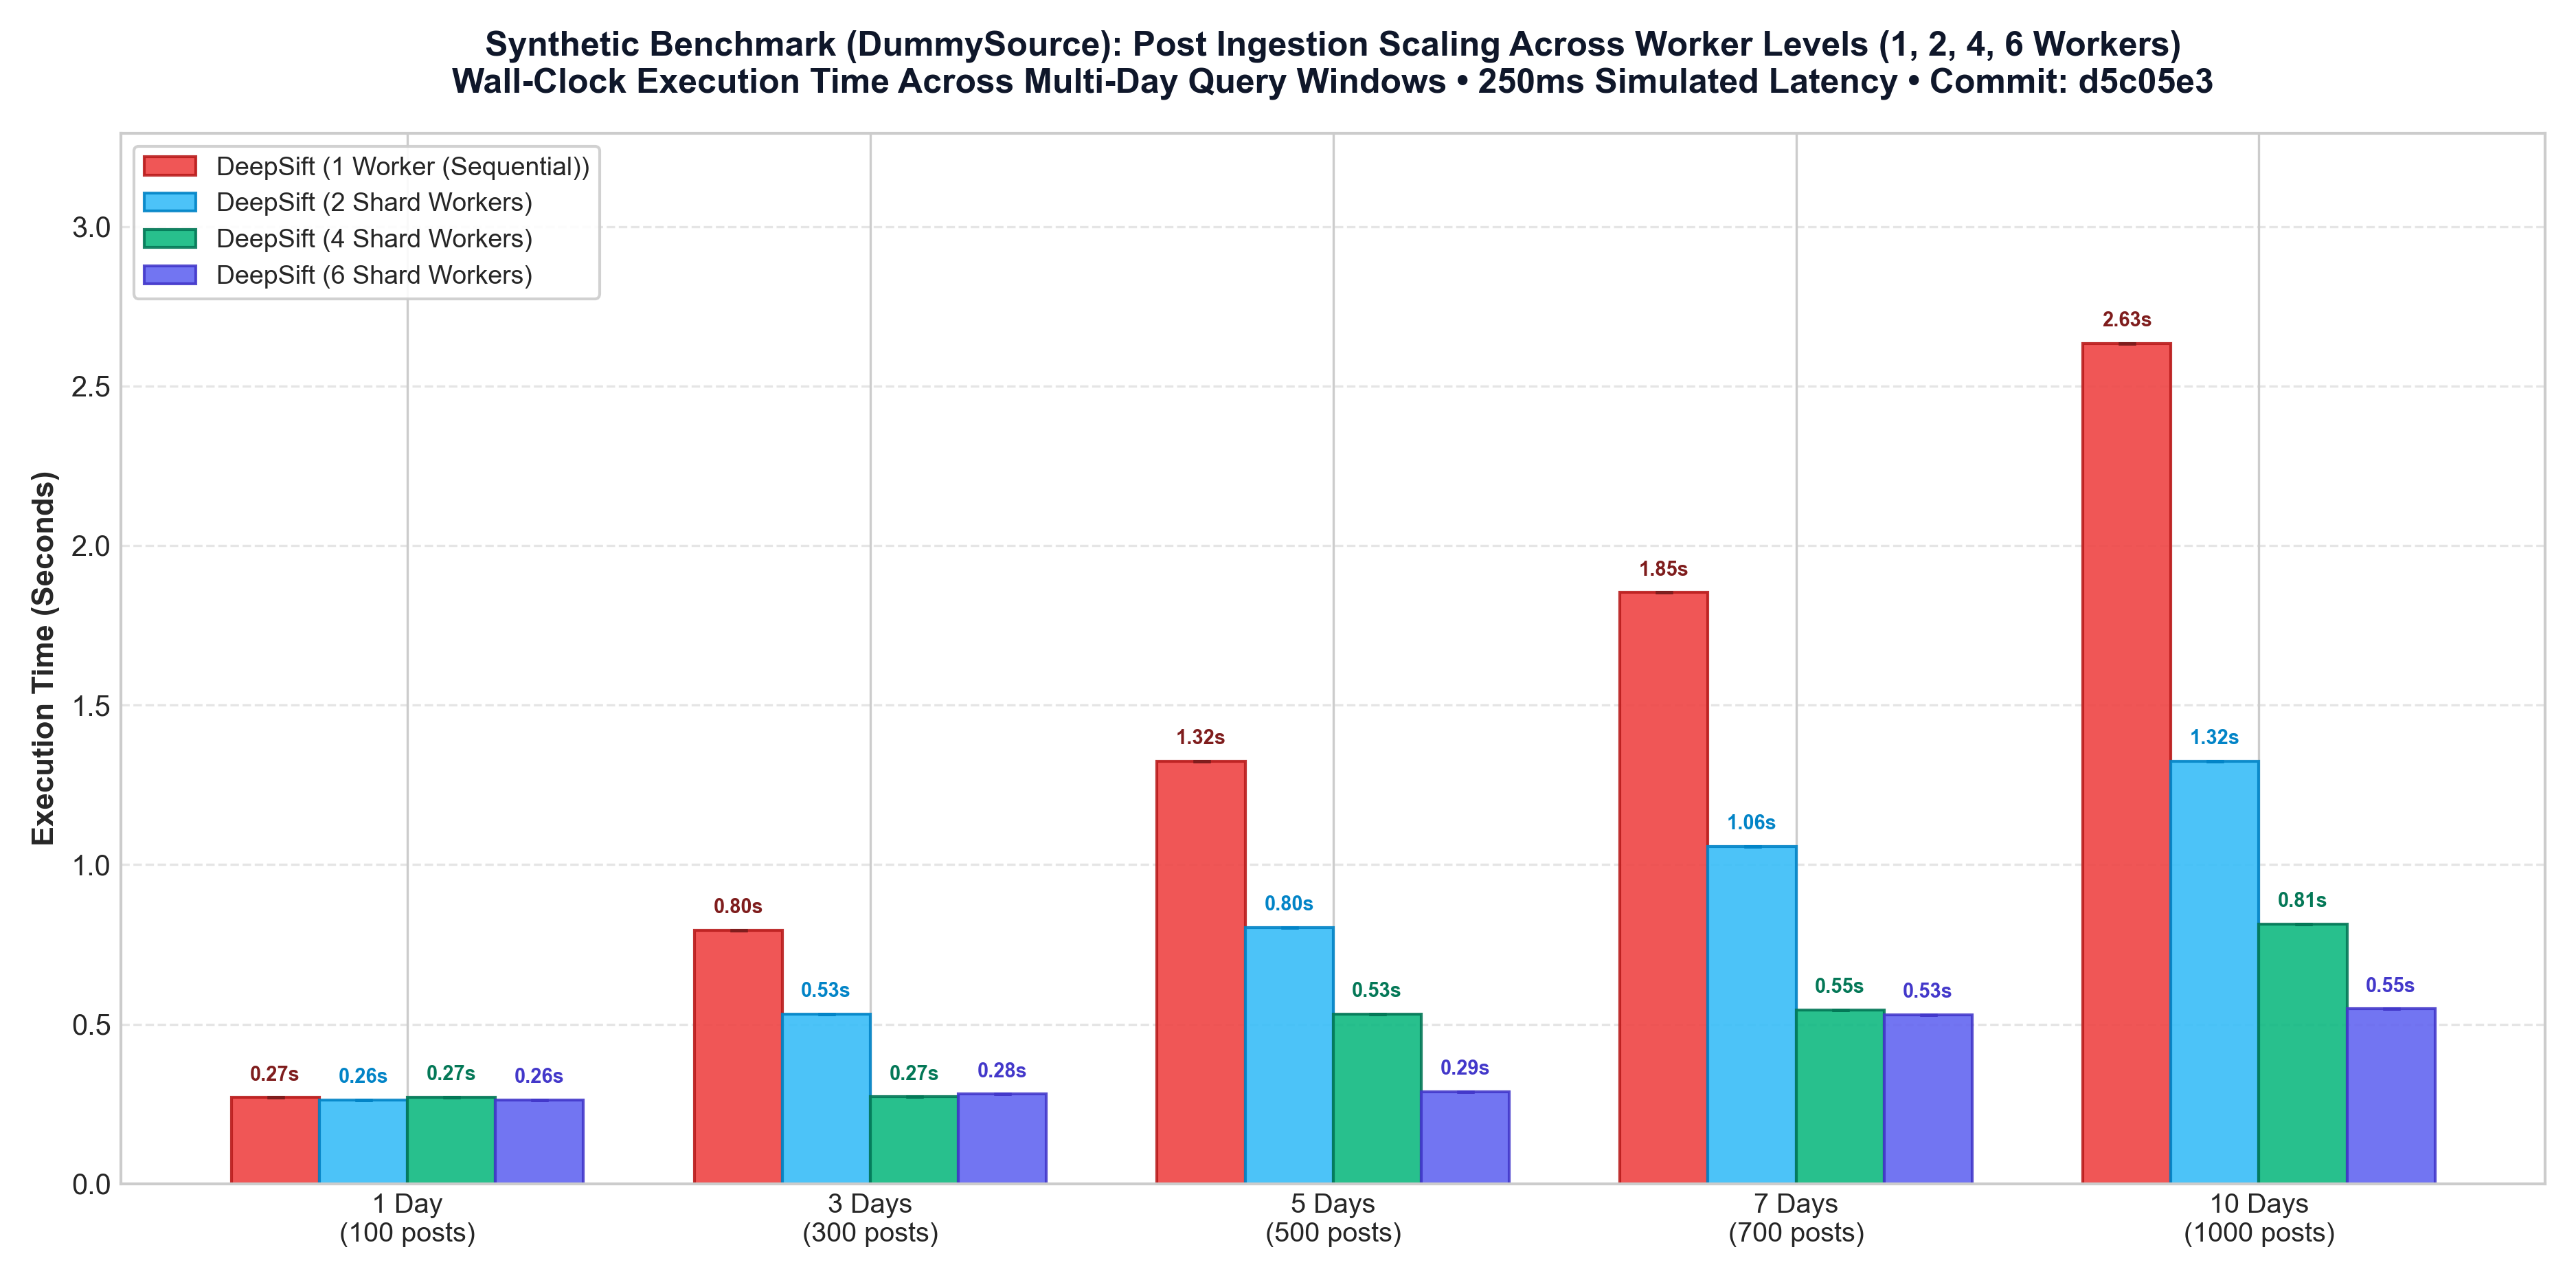 Synthetic Benchmark (DummySource): Post Ingestion Scaling Across Worker Levels (1, 2, 4, 6 Workers)
Wall-Clock Execution Time Across Multi-Day Query Windows • 250ms Simulated Latency • Commit: d5c05e3
DeepSift (1 Worker (Sequential))
DeepSift (2 Shard Workers)
DeepSift (4 Shard Workers)
DeepSift (6 Shard Workers)
Execution Time (Seconds)
3.0
2.5
2.0
1.5
1.0
0.5
0.0
0.27s
0.26s
0.27s
0.26s
0.80s
0.53s
0.27s
0.28s
1.32s
0.80s
0.53s
0.29s
1.85s
1.06s
0.55s
0.53s
2.63s
1.32s
0.81s
0.55s
1 Day
(100 posts)
3 Days
(300 posts)
5 Days
(500 posts)
7 Days
(700 posts)
10 Days
(1000 posts)